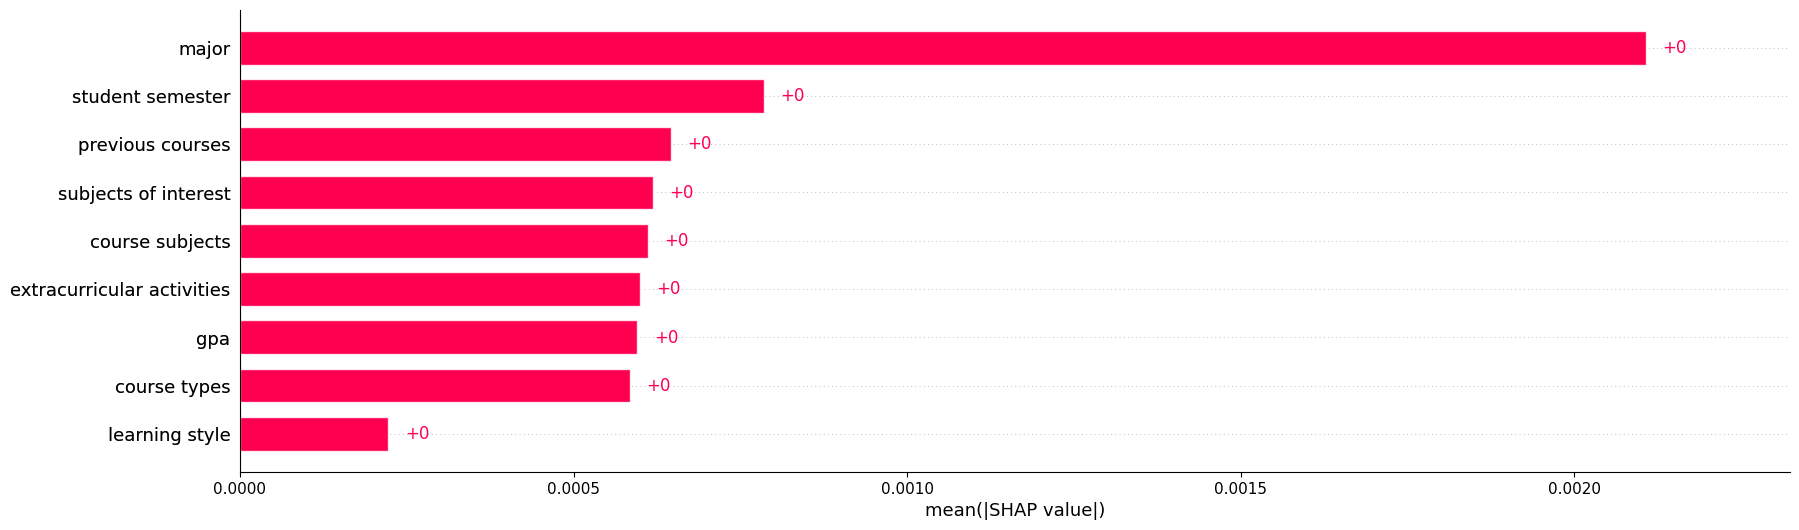 major +0
student semester +0
previous courses +0
subjects of interest +0
course subjects +0
extracurricular activities +0
gpa +0
course types +0
learning style +0
0.0000 0.0005 0.0010 0.0015 0.0020
mean(|SHAP value|)